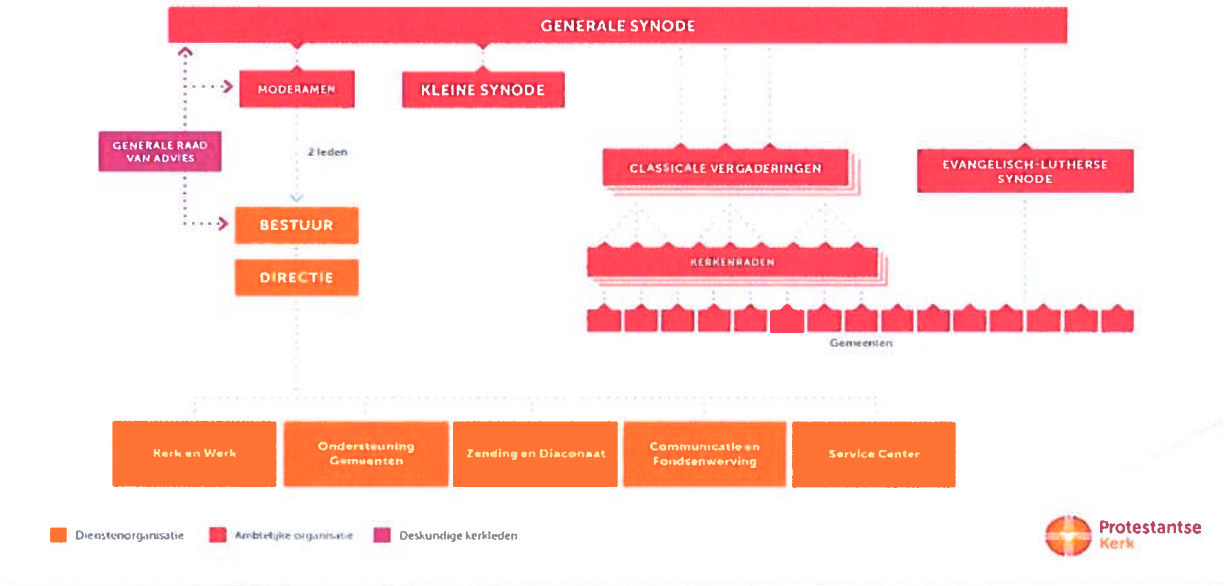 GENERALE SYNODE
MODERAMEN
KLEINE SYNODE
GENERALE RAAD
VAN ADVIES
2 leden
CLASSICALE VERGADERINGEN
EVANGELISCH-LUTHERSE
SYNODE
BESTUUR
KERKENRADEN
DIRECTIE
Gemeenten
Kerk en Werk
Ondersteuning
Gemeenten
Zending en Diaconaat
Communicatie en
Fondsenwerving
Service Center
Dienstenorganisatie
Ambtelijke organisatie
Deskundige kerkleden
Protestantse
Kerk